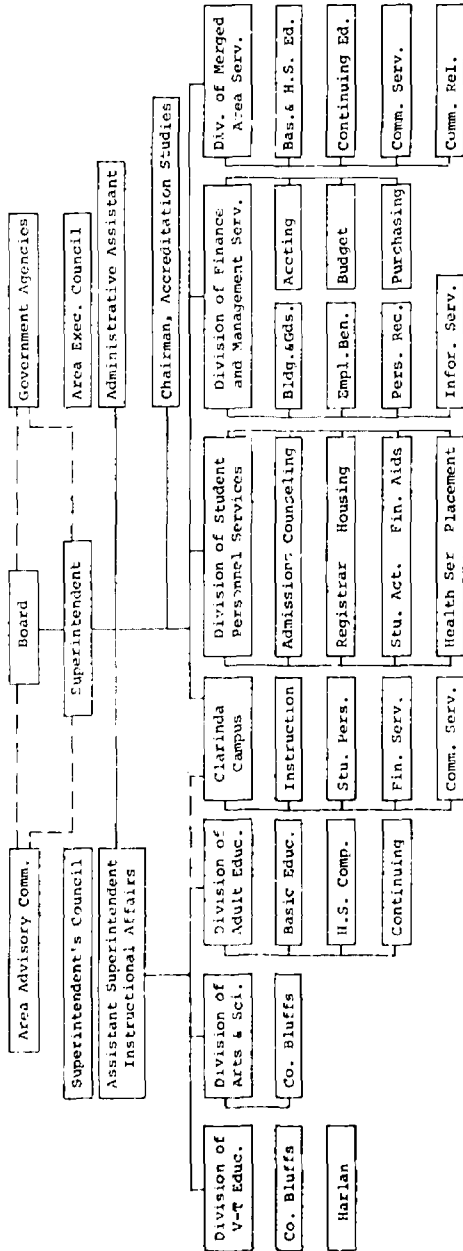 Board
Area Advisory Comm.
Government Agencies
Superintendent
Superintendent's Council
Area Exec. Council
Assistant Superintendent
Instructional Affairs
Administrative Assistant
Chairman, Accreditation Studies
Division of
V-T Educ.
Co. Bluffs
Harlan
Division of
Arts & Sci.
Co. Bluffs
Division of
Adult Educ.
Basic Educ.
H.S. Comp.
Continuing
Clarinda
Campus
Instruction
Stu. Pers.
Fin. Serv.
Comm. Serv.
Division of Student
Personnel Services
Admissions Counseling
Registrar Housing
Stu. Act. Fin. Aids
Health Ser Placement
Division of Finance
and Management Serv.
Bldg.&Gds. Accting
Empl.Ben. Budget
Pers. Rec. Purchasing
Infor. Serv.
Div. of Merged
Area Serv.
Bas.& H.S. Ed.
Continuing Ed.
Comm. Serv.
Comm. Rel.